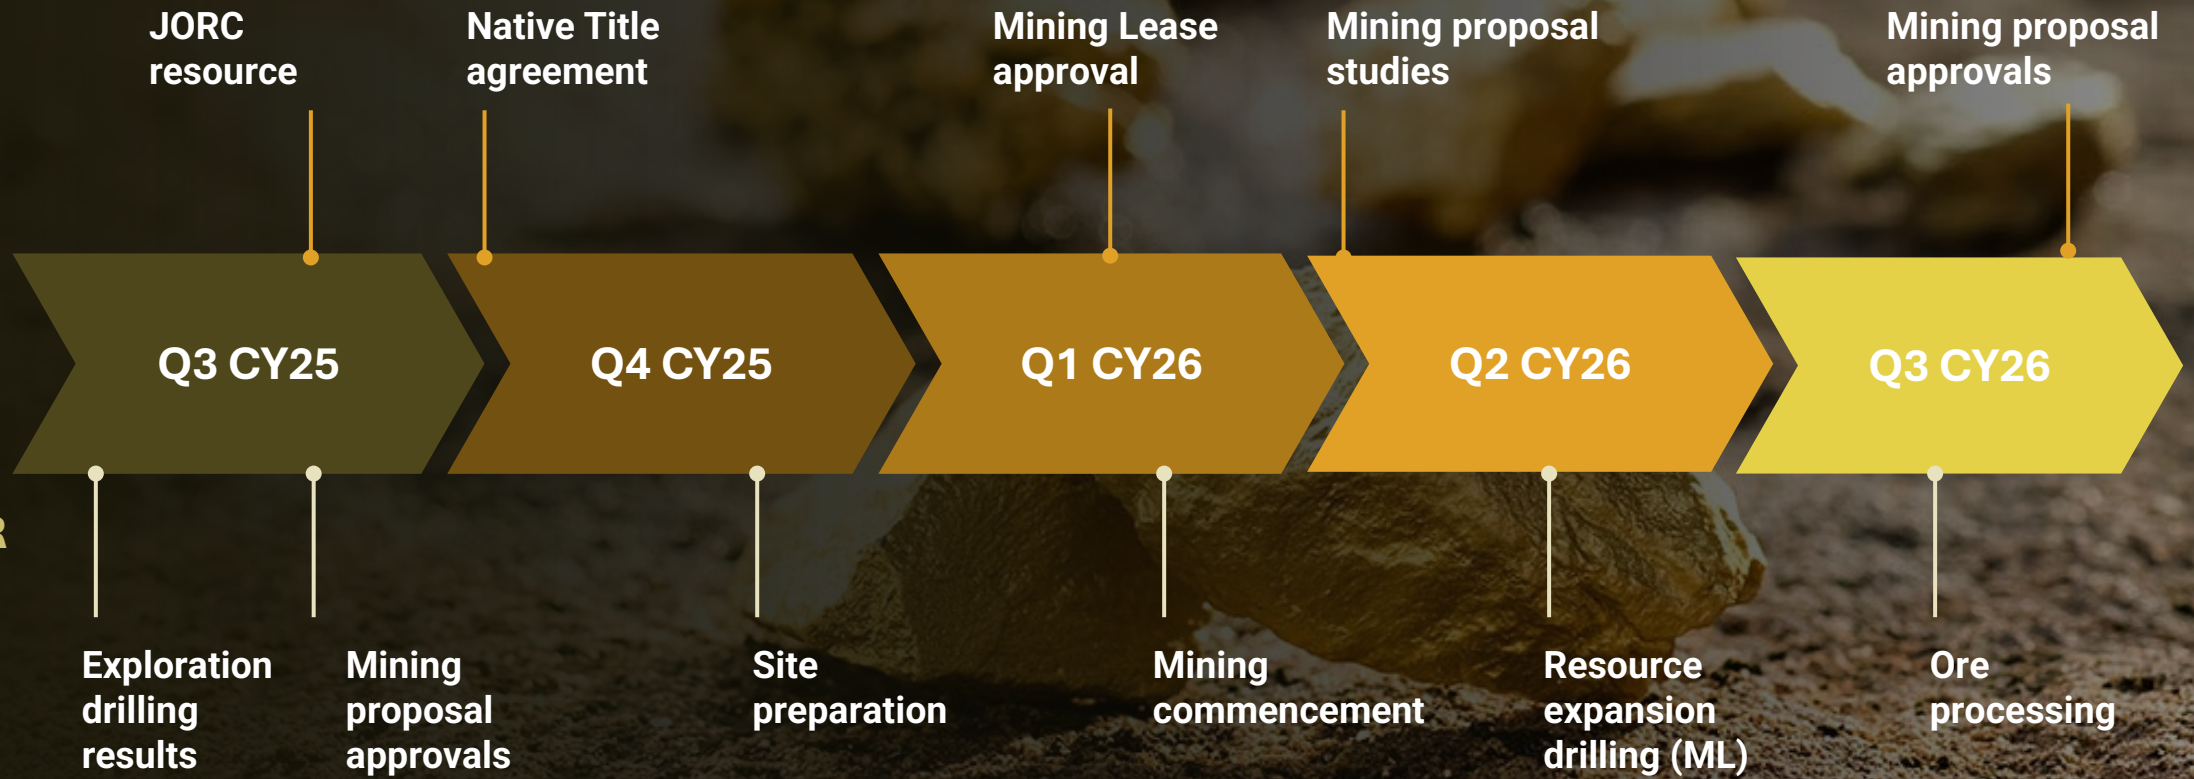 JORC
resource
Native Title
agreement
Mining Lease
approval
Mining proposal
studies
Mining proposal
approvals
Q3 CY25
Q4 CY25
Q1 CY26
Q2 CY26
Q3 CY26
Exploration
drilling
results
Mining
proposal
approvals
Site
preparation
Mining
commencement
Resource
expansion
drilling (ML)
Ore
processing